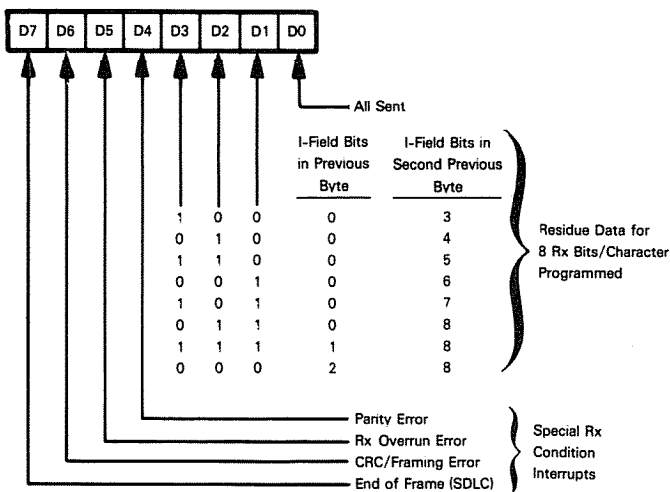 D7 D6 D5 D4 D3 D2 D1 D0
All Sent
I-Field Bits in Previous Byte
I-Field Bits in Second Previous Byte
1 0 0 0 3
0 1 0 0 4
1 1 0 0 5
0 0 1 0 6
1 0 1 0 7
0 1 1 0 8
1 1 1 1 8
0 0 0 2 8
Residue Data for
8 Rx Bits/Character
Programmed
Parity Error
Rx Overrun Error
CRC/Framing Error
End of Frame (SDLC)
Special Rx
Condition
Interrupts